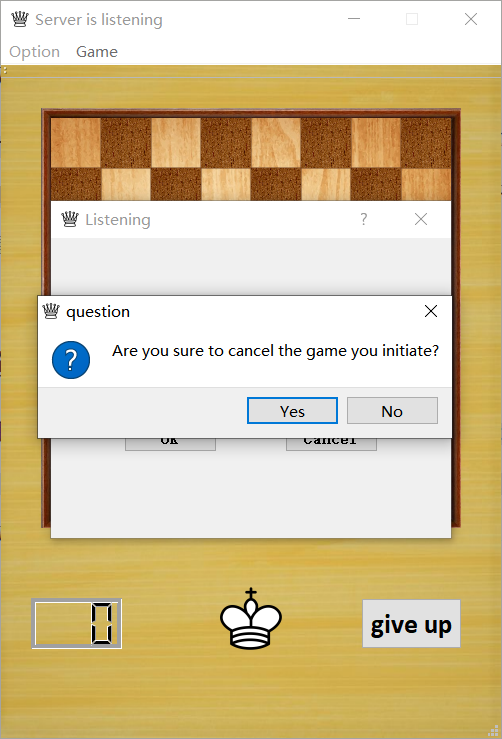 Server is listening
Option Game
Listening
?
question
?
Are you sure to cancel the game you initiate?
Yes No
Ok Cancel
0
give up